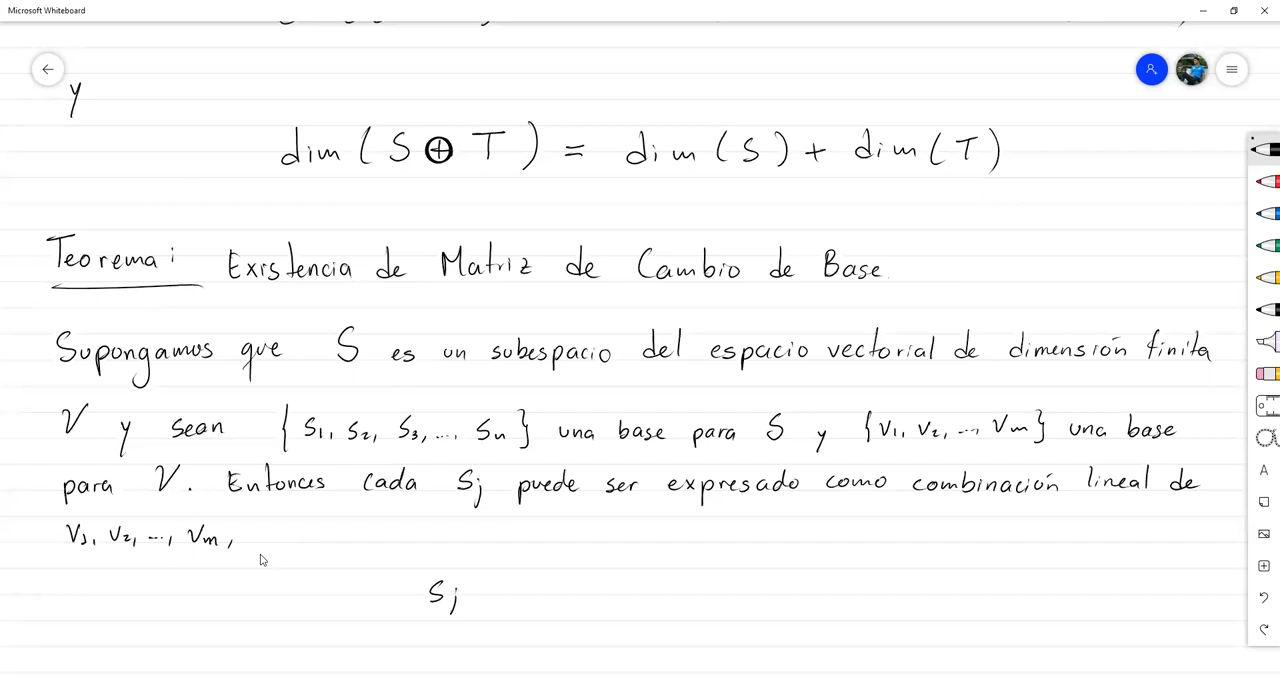 Microsoft Whiteboard
y
dim ( S ⊕ T ) = dim ( S ) + dim ( T )
Teorema: Existencia de Matriz de Cambio de Base.
Supongamos que S es un subespacio del espacio vectorial de dimensión finita
V y sean { s1, s2, s3, ..., sn } una base para S y {v1, v2, ..., vm} una base
para V. Entonces cada sj puede ser expresado como combinación lineal de
v1, v2, ..., vm,
sj
A